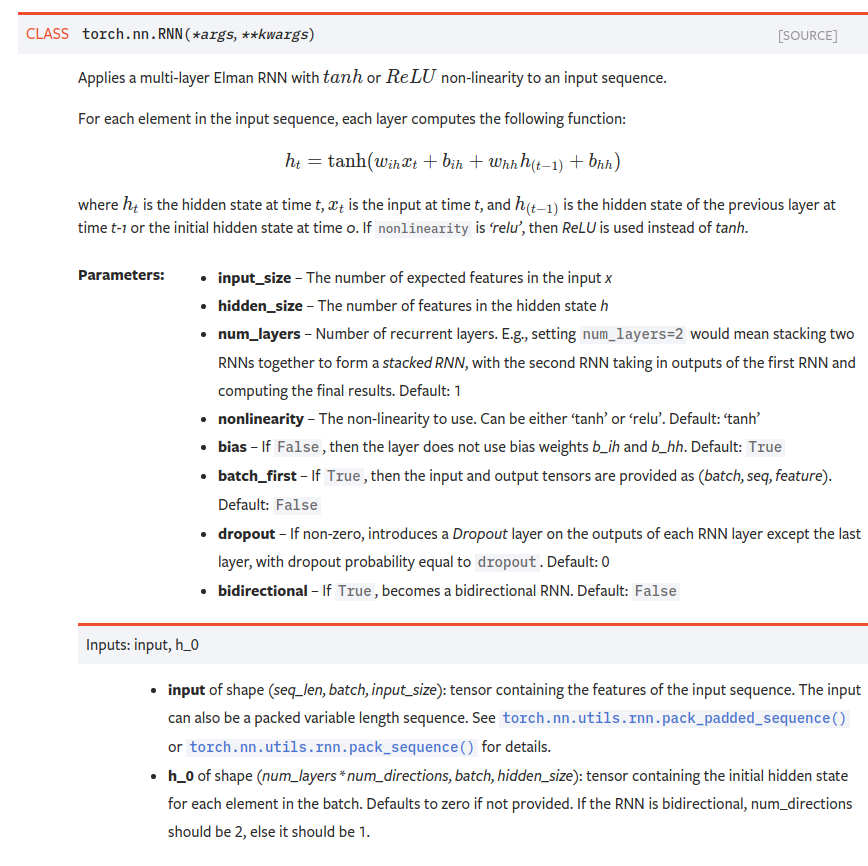 CLASS torch.nn.RNN(*args, **kwargs) [SOURCE]
Applies a multi-layer Elman RNN with tanh or ReLU non-linearity to an input sequence.
For each element in the input sequence, each layer computes the following function:
h_t = tanh(w_{ih} x_t + b_{ih} + w_{hh} h_{(t−1)} + b_{hh})
where h_t is the hidden state at time t, x_t is the input at time t, and h_{(t−1)} is the hidden state of the previous layer at
time t-1 or the initial hidden state at time 0. If nonlinearity is ‘relu’, then ReLU is used instead of tanh.
Parameters:
• input_size – The number of expected features in the input x
• hidden_size – The number of features in the hidden state h
• num_layers – Number of recurrent layers. E.g., setting num_layers=2 would mean stacking two
RNNs together to form a stacked RNN, with the second RNN taking in outputs of the first RNN and
computing the final results. Default: 1
• nonlinearity – The non-linearity to use. Can be either ‘tanh’ or ‘relu’. Default: ‘tanh’
• bias – If False, then the layer does not use bias weights b_ih and b_hh. Default: True
• batch_first – If True, then the input and output tensors are provided as (batch, seq, feature).
Default: False
• dropout – If non-zero, introduces a Dropout layer on the outputs of each RNN layer except the last
layer, with dropout probability equal to dropout. Default: 0
• bidirectional – If True, becomes a bidirectional RNN. Default: False
Inputs: input, h_0
• input of shape (seq_len, batch, input_size): tensor containing the features of the input sequence. The input
can also be a packed variable length sequence. See torch.nn.utils.rnn.pack_padded_sequence()
or torch.nn.utils.rnn.pack_sequence() for details.
• h_0 of shape (num_layers * num_directions, batch, hidden_size): tensor containing the initial hidden state
for each element in the batch. Defaults to zero if not provided. If the RNN is bidirectional, num_directions
should be 2, else it should be 1.